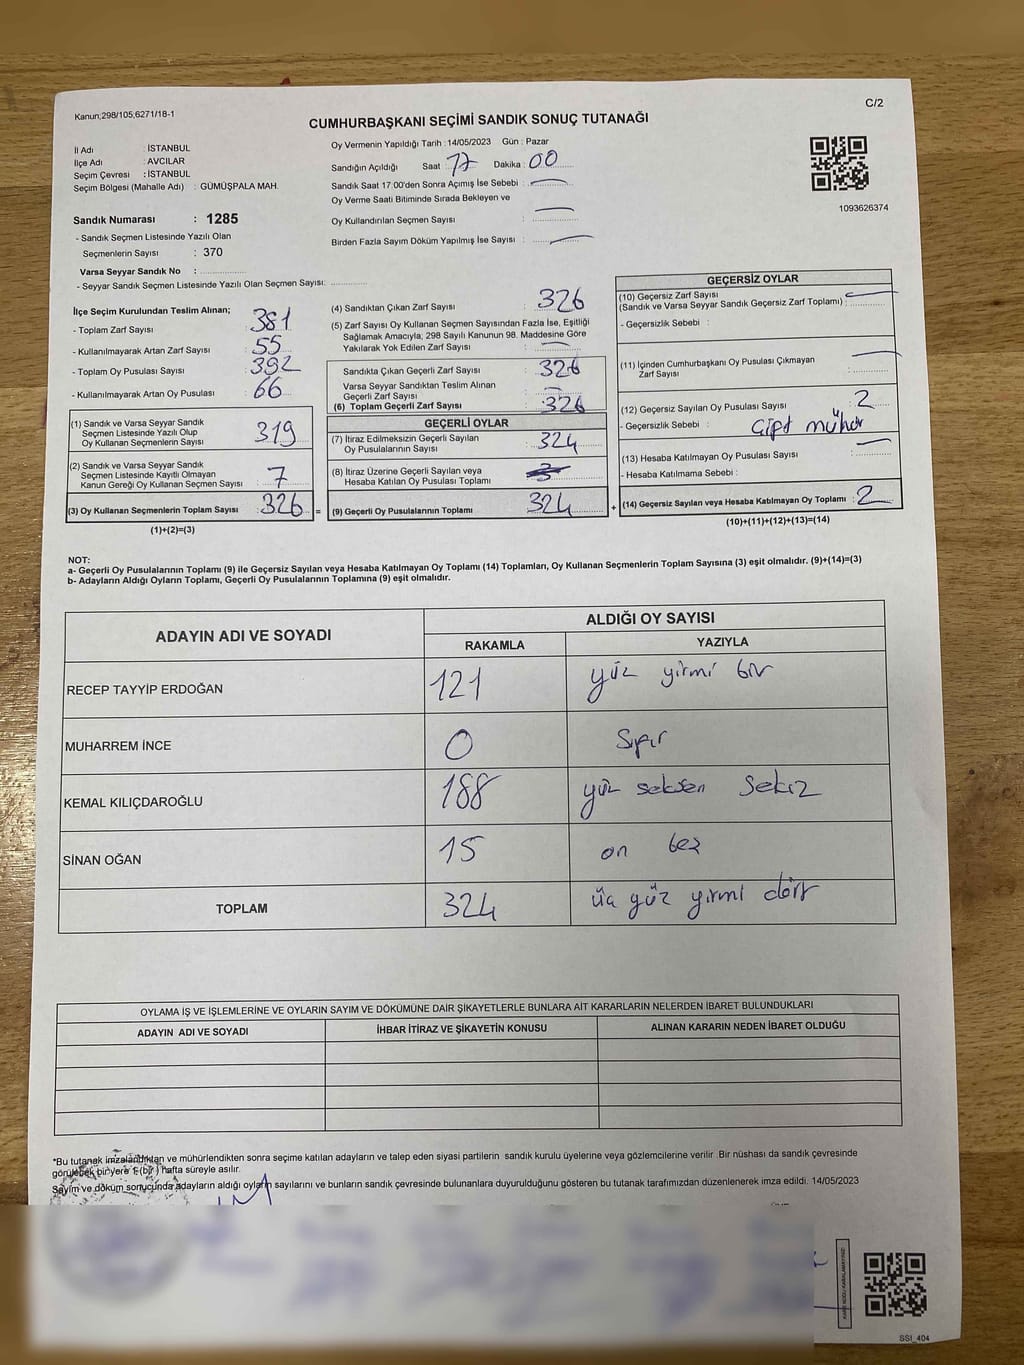 Kanun;298/105;6271/18-1
C/2
CUMHURBAŞKANI SEÇİMİ SANDIK SONUÇ TUTANAĞI
İl Adı : İSTANBUL
İlçe Adı : AVCILAR
Seçim Çevresi : İSTANBUL
Seçim Bölgesi (Mahalle Adı) : GÜMÜŞPALA MAH.
Sandık Numarası : 1285
- Sandık Seçmen Listesinde Yazılı Olan
Seçmenlerin Sayısı : 370
Varsa Seyyar Sandık No :
- Seyyar Sandık Seçmen Listesinde Yazılı Olan Seçmen Sayısı:
Oy Vermenin Yapıldığı Tarih : 14/05/2023 Gün : Pazar
Sandığın Açıldığı Saat : 17 Dakika : 00
Sandık Saat 17:00'den Sonra Açımış İse Sebebi :
Oy Verme Saati Bitiminde Sırada Bekleyen ve
Oy Kullandırılan Seçmen Sayısı :
Birden Fazla Sayım Döküm Yapılmış İse Sayısı :
1093626374
İlçe Seçim Kurulundan Teslim Alınan;
- Toplam Zarf Sayısı : 381
- Kullanılmayarak Artan Zarf Sayısı : 55
- Toplam Oy Pusulası Sayısı : 392
- Kullanılmayarak Artan Oy Pusulası : 66
(1) Sandık ve Varsa Seyyar Sandık
Seçmen Listesinde Yazılı Olup
Oy Kullanan Seçmenlerin Sayısı : 319
(2) Sandık ve Varsa Seyyar Sandık
Seçmen Listesinde Kayıtlı Olmayan
Kanun Gereği Oy Kullanan Seçmen Sayısı : 7
(3) Oy Kullanan Seçmenlerin Toplam Sayısı : 326 =
(1)+(2)=(3)
(4) Sandıktan Çıkan Zarf Sayısı : 326
(5) Zarf Sayısı Oy Kullanan Seçmen Sayısından Fazla İse, Eşitliği
Sağlamak Amacıyla, 298 Sayılı Kanunun 98. Maddesine Göre
Yakılarak Yok Edilen Zarf Sayısı :
Sandıkta Çıkan Geçerli Zarf Sayısı : 326
Varsa Seyyar Sandıktan Teslim Alınan
Geçerli Zarf Sayısı :
(6) Toplam Geçerli Zarf Sayısı : 326
GEÇERLİ OYLAR
(7) İtiraz Edilmeksizin Geçerli Sayılan
Oy Pusulası Sayısı : 324
(8) İtiraz Üzerine Geçerli Sayılan veya
Hesaba Katılan Oy Pusulası Toplamı :
(9) Geçerli Oy Pusulalarının Toplamı : 324 +
GEÇERSİZ OYLAR
(10) Geçersiz Zarf Sayısı
(Sandık ve Varsa Seyyar Sandık Geçersiz Zarf Toplamı) :
- Geçersizlik Sebebi :
(11) İçinden Cumhurbaşkanı Oy Pusulası Çıkmayan
Zarf Sayısı :
(12) Geçersiz Sayılan Oy Pusulası Sayısı : 2
- Geçersizlik Sebebi : Çift mühür
(13) Hesaba Katılmayan Oy Pusulası Sayısı :
- Hesaba Katılmama Sebebi :
(14) Geçersiz Sayılan veya Hesaba Katılmayan Oy Toplamı : 2
(10)+(11)+(12)+(13)=(14)
NOT:
a- Geçerli Oy Pusulalarının Toplamı (9) ile Geçersiz Sayılan veya Hesaba Katılmayan Oy Toplamı (14) Toplamları, Oy Kullanan Seçmenlerin Toplam Sayısına (3) eşit olmalıdır. (9)+(14)=(3)
b- Adayların Aldığı Oyların Toplamı, Geçerli Oy Pusulalarının Toplamına (9) eşit olmalıdır.
ADAYIN ADI VE SOYADI ALDIĞI OY SAYISI
RAKAMLA YAZIYLA
RECEP TAYYİP ERDOĞAN 121 yüz yirmi bir
MUHARREM İNCE 0 Sıfır
KEMAL KILIÇDAROĞLU 188 yüz seksen sekiz
SİNAN OĞAN 15 on beş
TOPLAM 324 üç yüz yirmi dört
OYLAMA İŞ VE İŞLEMLERİNE VE OYLARIN SAYIM VE DÖKÜMÜNE DAİR ŞİKAYETLERLE BUNLARA AİT KARARLARIN NELERDEN İBARET BULUNDUKLARI
ADAYIN ADI VE SOYADI İHBAR İTİRAZ VE ŞİKAYETİN KONUSU ALINAN KARARIN NEDEN İBARET OLDUĞU
*Bu tutanak imzalandıktan ve mühürlendikten sonra seçime katılan adayların ve talep eden siyasi partilerin sandık kurulu üyelerine veya gözlemcilerine verilir .Bir nüshası da sandık çevresinde
görülebilecek bir yere 1 (bir ) hafta süreyle asılır.
Sayım ve döküm sonucunda adayların aldığı oyların sayılarını ve bunların sandık çevresinde bulunanlara duyurulduğunu gösteren bu tutanak tarafımızdan düzenlenerek imza edildi. 14/05/2023
SSI_404